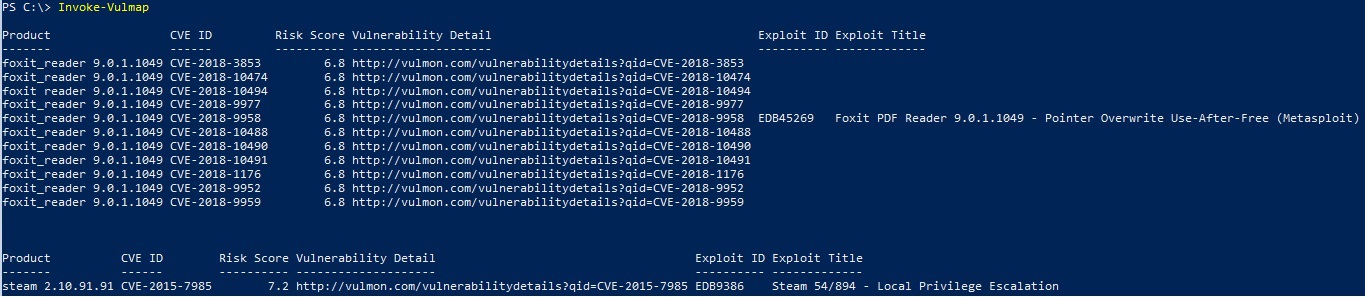 PS C:\> Invoke-Vulmap
Product CVE ID Risk Score Vulnerability Detail Exploit ID Exploit Title
------- ------ ---------- -------------------- ---------- -------------
foxit_reader 9.0.1.1049 CVE-2018-3853 6.8 http://vulmon.com/vulnerabilitydetails?qid=CVE-2018-3853
foxit_reader 9.0.1.1049 CVE-2018-10474 6.8 http://vulmon.com/vulnerabilitydetails?qid=CVE-2018-10474
foxit reader 9.0.1.1049 CVE-2018-10494 6.8 http://vulmon.com/vulnerabilitydetails?qid=CVE-2018-10494
foxit_reader 9.0.1.1049 CVE-2018-9977 6.8 http://vulmon.com/vulnerabilitydetails?qid=CVE-2018-9977
foxit_reader 9.0.1.1049 CVE-2018-9958 6.8 http://vulmon.com/vulnerabilitydetails?qid=CVE-2018-9958 EDB45269 Foxit PDF Reader 9.0.1.1049 - Pointer Overwrite Use-After-Free (Metasploit)
foxit_reader 9.0.1.1049 CVE-2018-10488 6.8 http://vulmon.com/vulnerabilitydetails?qid=CVE-2018-10488
foxit_reader 9.0.1.1049 CVE-2018-10490 6.8 http://vulmon.com/vulnerabilitydetails?qid=CVE-2018-10490
foxit_reader 9.0.1.1049 CVE-2018-10491 6.8 http://vulmon.com/vulnerabilitydetails?qid=CVE-2018-10491
foxit_reader 9.0.1.1049 CVE-2018-1176 6.8 http://vulmon.com/vulnerabilitydetails?qid=CVE-2018-1176
foxit_reader 9.0.1.1049 CVE-2018-9952 6.8 http://vulmon.com/vulnerabilitydetails?qid=CVE-2018-9952
foxit_reader 9.0.1.1049 CVE-2018-9959 6.8 http://vulmon.com/vulnerabilitydetails?qid=CVE-2018-9959
Product CVE ID Risk Score Vulnerability Detail Exploit ID Exploit Title
------- ------ ---------- -------------------- ---------- -------------
steam 2.10.91.91 CVE-2015-7985 7.2 http://vulmon.com/vulnerabilitydetails?qid=CVE-2015-7985 EDB9386 Steam 54/894 - Local Privilege Escalation